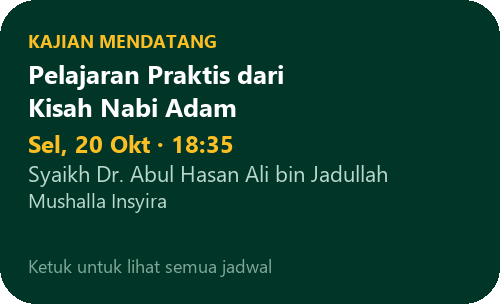 KAJIAN MENDATANG
Pelajaran Praktis dari
Kisah Nabi Adam
Sel, 20 Okt · 18:35
Syaikh Dr. Abul Hasan Ali bin Jadullah
Mushalla Insyira
Ketuk untuk lihat semua jadwal